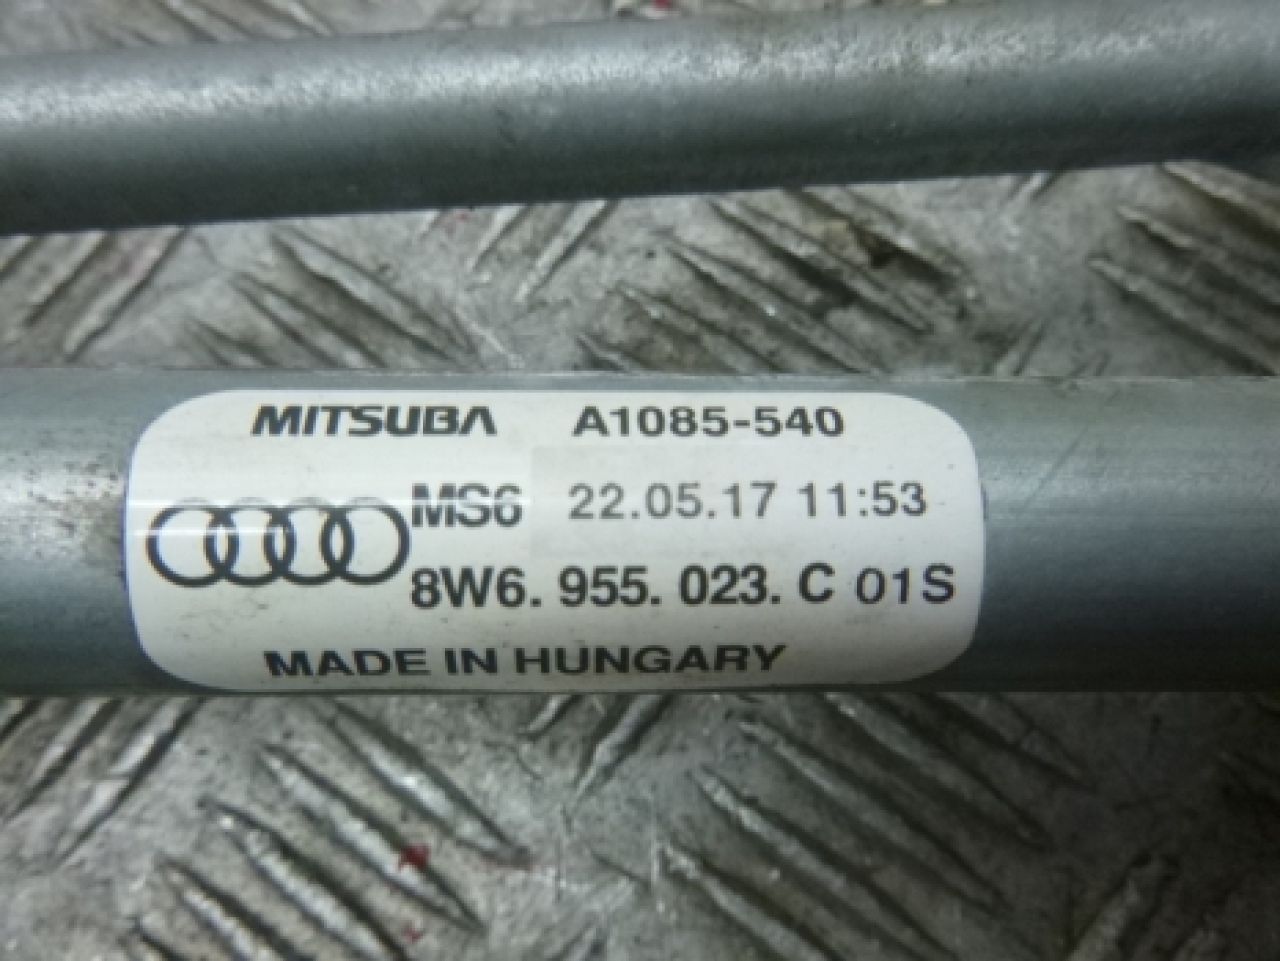 MITSUBA A1085-540
MS6 22.05.17 11:53
8W6. 955. 023. C 01S
MADE IN HUNGARY